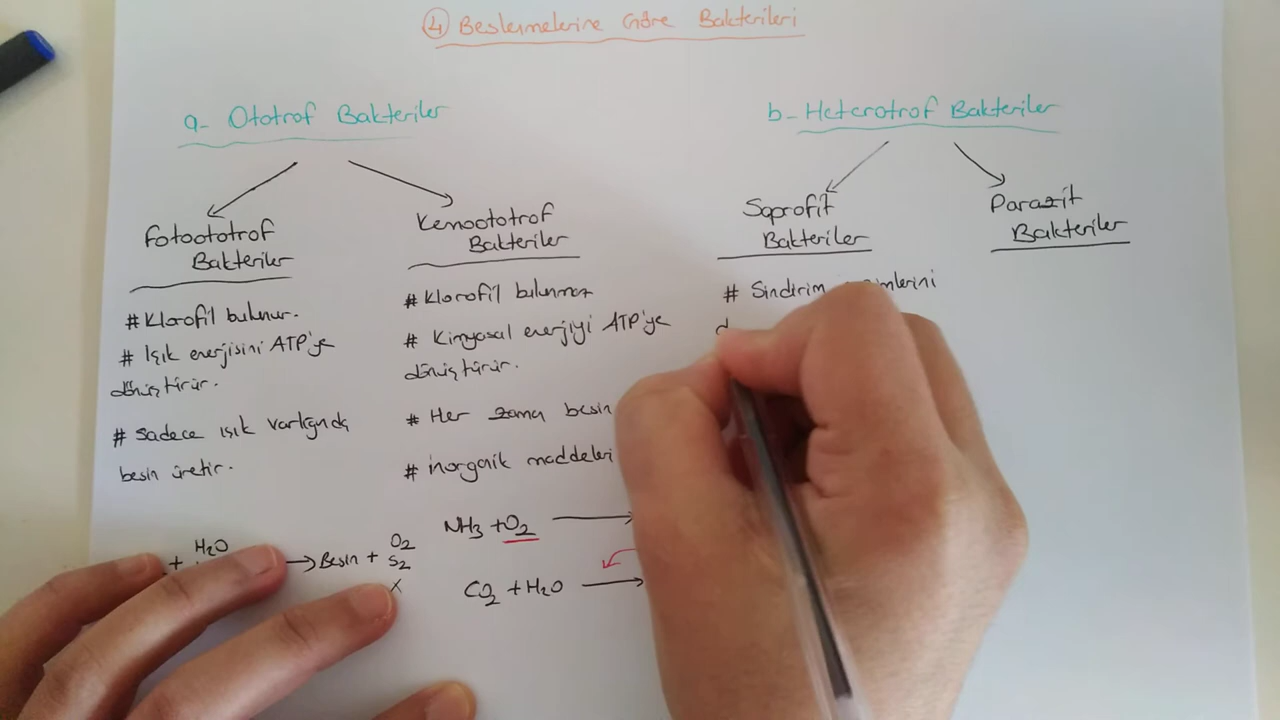 4 Beslenmelerine Göre Bakterileri
a- Ototrof Bakteriler
Fotoototrof
Bakteriler
# Klorofil bulunur.
# Işık enerjisini ATP'ye
dönüştürür.
# Sadece ışık varlığında
besin üretir.
+ H2O
→ Besin + O2
S2
X
Kemoototrof
Bakteriler
# Klorofil bulunmaz
# Kimyasal enerjiyi ATP'ye
dönüştürür.
# Her zaman besin
# inorganik maddeleri
NH3 + O2 →
CO2 + H2O →
b- Heterotrof Bakteriler
Saprofit
Bakteriler
# Sindirim
d
Parazit
Bakteriler